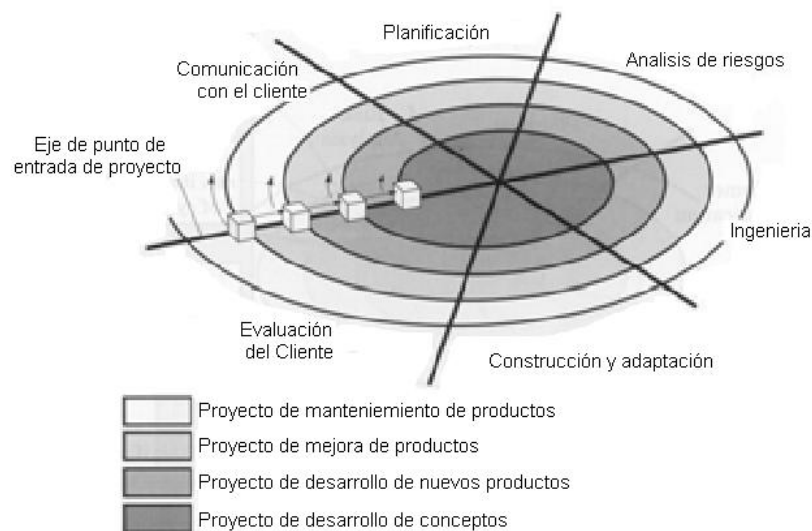 Planificación
Comunicación
con el cliente
Analisis de riesgos
Eje de punto de
entrada de proyecto
Ingenieria
Evaluación
del Cliente
Construcción y adaptación
Proyecto de manteniemiento de productos
Proyecto de mejora de productos
Proyecto de desarrollo de nuevos productos
Proyecto de desarrollo de conceptos